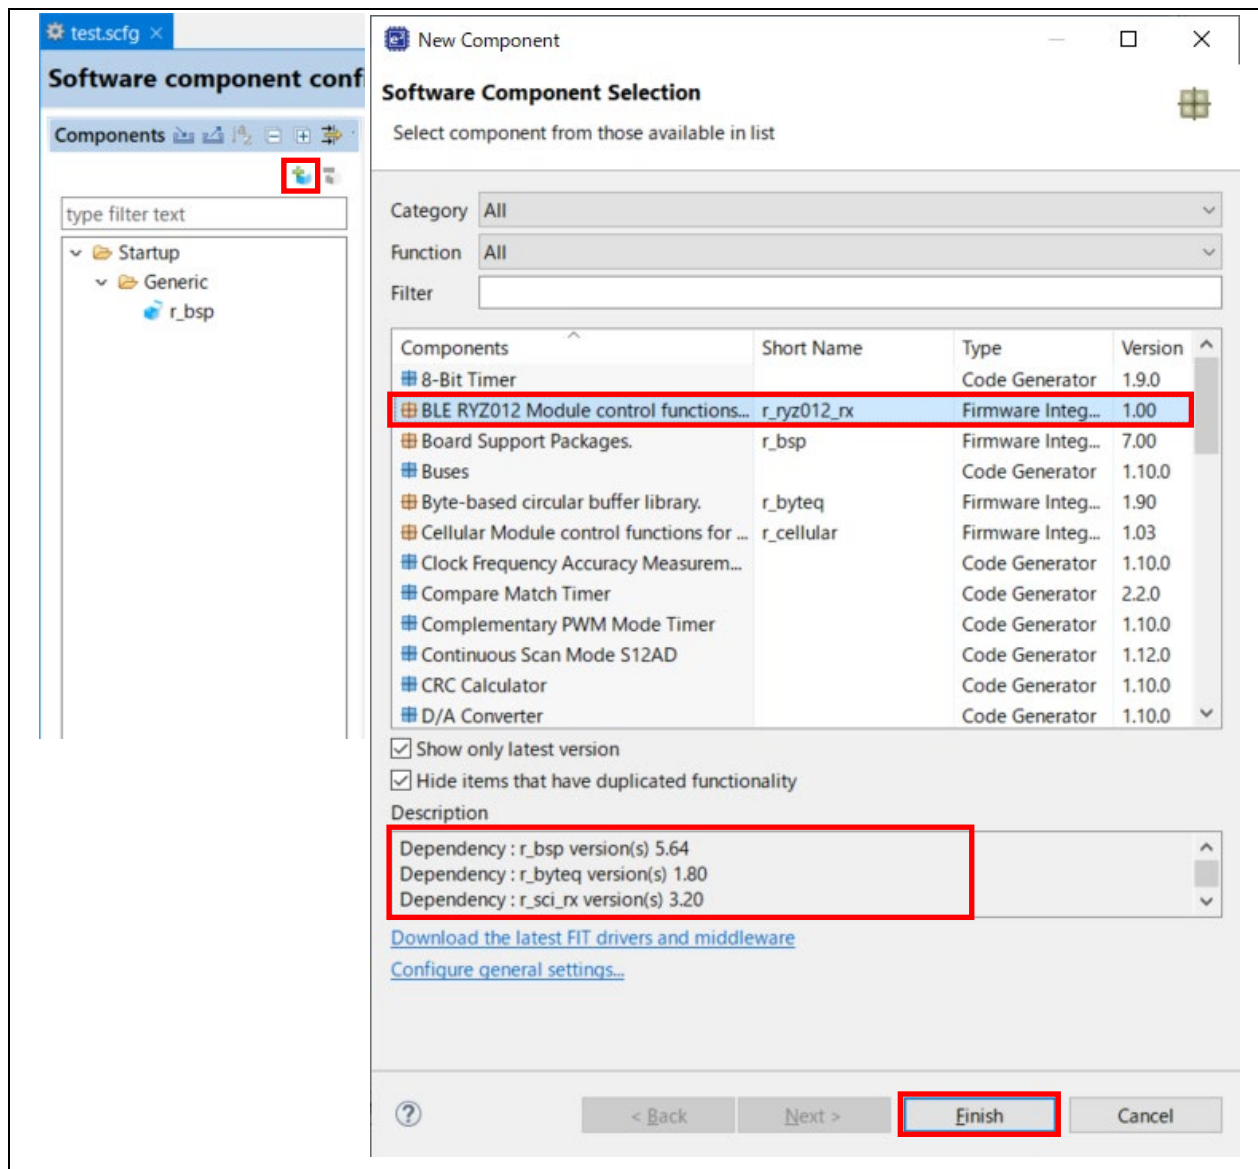 test.scfg
Software component conf
Components
type filter text
Startup
Generic
r_bsp
New Component
Software Component Selection
Select component from those available in list
Category All
Function All
Filter
Components Short Name Type Version
8-Bit Timer Code Generator 1.9.0
BLE RYZ012 Module control functions... r_ryz012_rx Firmware Integ... 1.00
Board Support Packages. r_bsp Firmware Integ... 7.00
Buses Code Generator 1.10.0
Byte-based circular buffer library. r_byteq Firmware Integ... 1.90
Cellular Module control functions for ... r_cellular Firmware Integ... 1.03
Clock Frequency Accuracy Measurem... Code Generator 1.10.0
Compare Match Timer Code Generator 2.2.0
Complementary PWM Mode Timer Code Generator 1.10.0
Continuous Scan Mode S12AD Code Generator 1.12.0
CRC Calculator Code Generator 1.10.0
D/A Converter Code Generator 1.10.0
Show only latest version
Hide items that have duplicated functionality
Description
Dependency : r_bsp version(s) 5.64
Dependency : r_byteq version(s) 1.80
Dependency : r_sci_rx version(s) 3.20
Download the latest FIT drivers and middleware
Configure general settings...
< Back Next > Finish Cancel